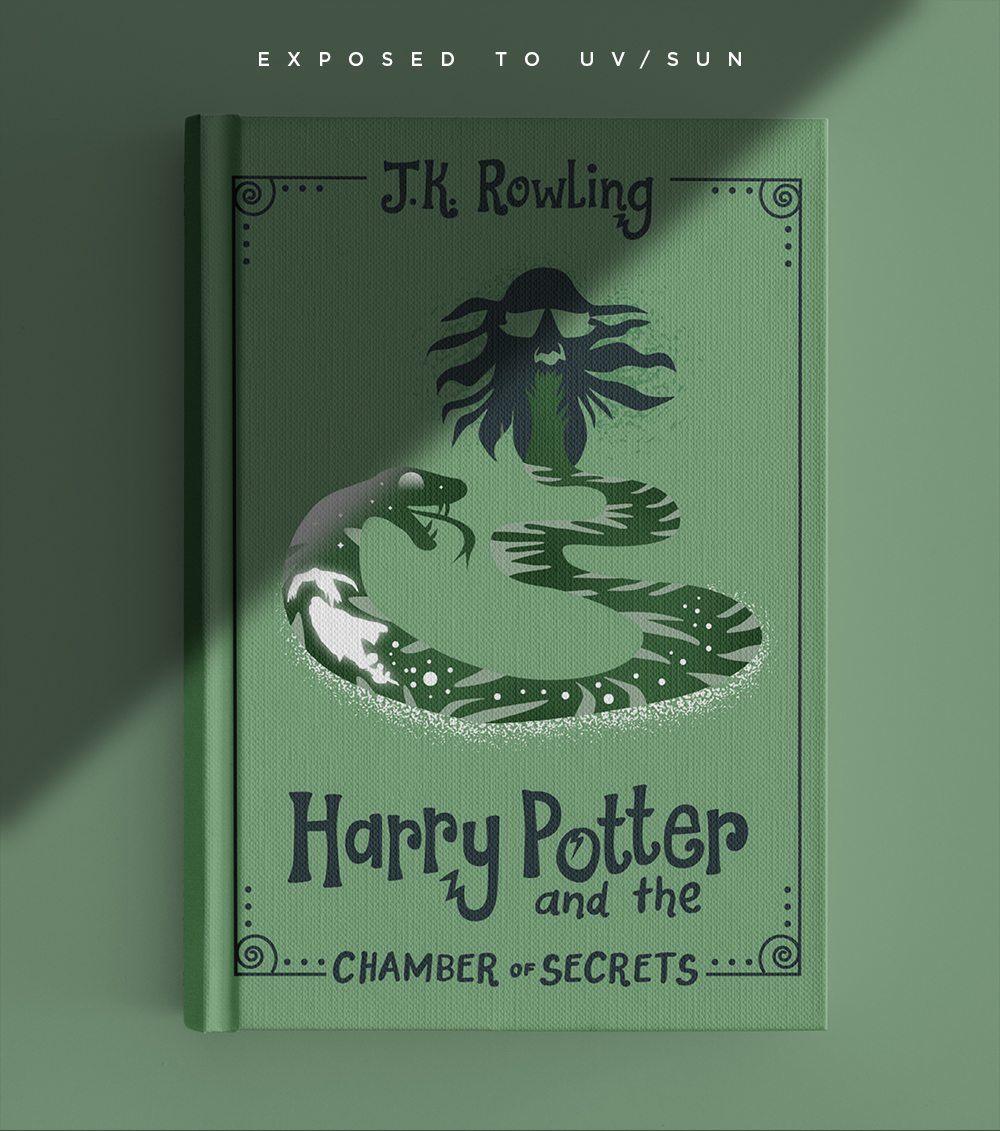 EXPOSED TO UV/SUN
J.K. Rowling
Harry Potter
and the
CHAMBER OF SECRETS